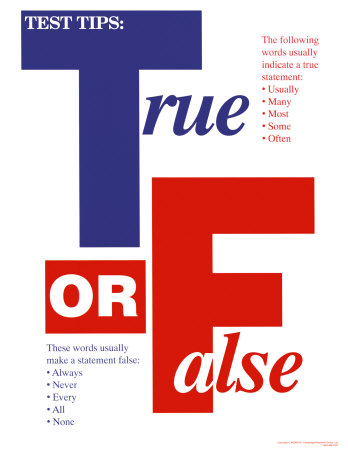 TEST TIPS:
True
The following
words usually
indicate a true
statement:
• Usually
• Many
• Most
• Some
• Often
OR
False
These words usually
make a statement false:
• Always
• Never
• Every
• All
• None